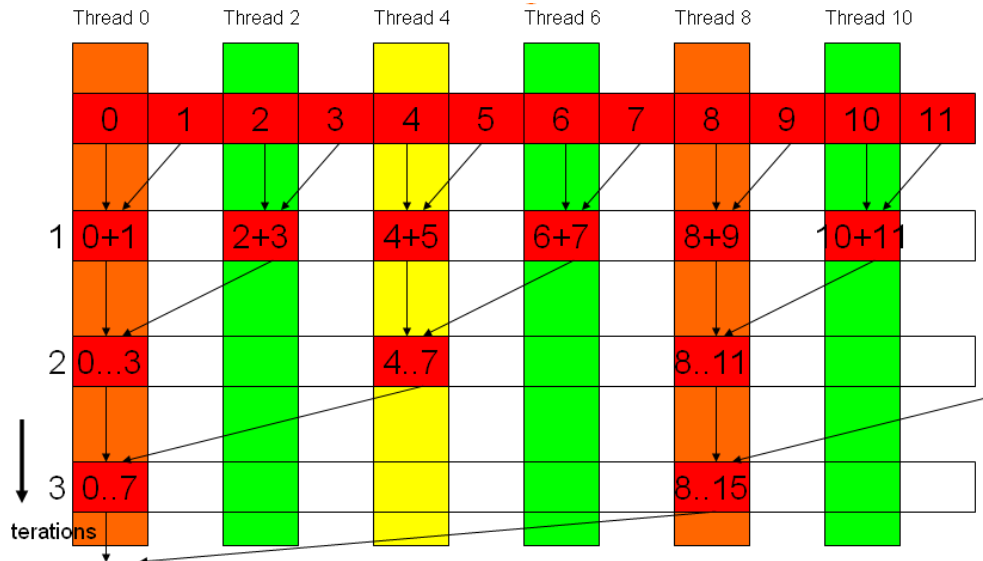 Thread 0 Thread 2 Thread 4 Thread 6 Thread 8 Thread 10
0 1 2 3 4 5 6 7 8 9 10 11
1 0+1 2+3 4+5 6+7 8+9 10+11
2 0...3 4..7 8..11
3 0..7 8..15
terations